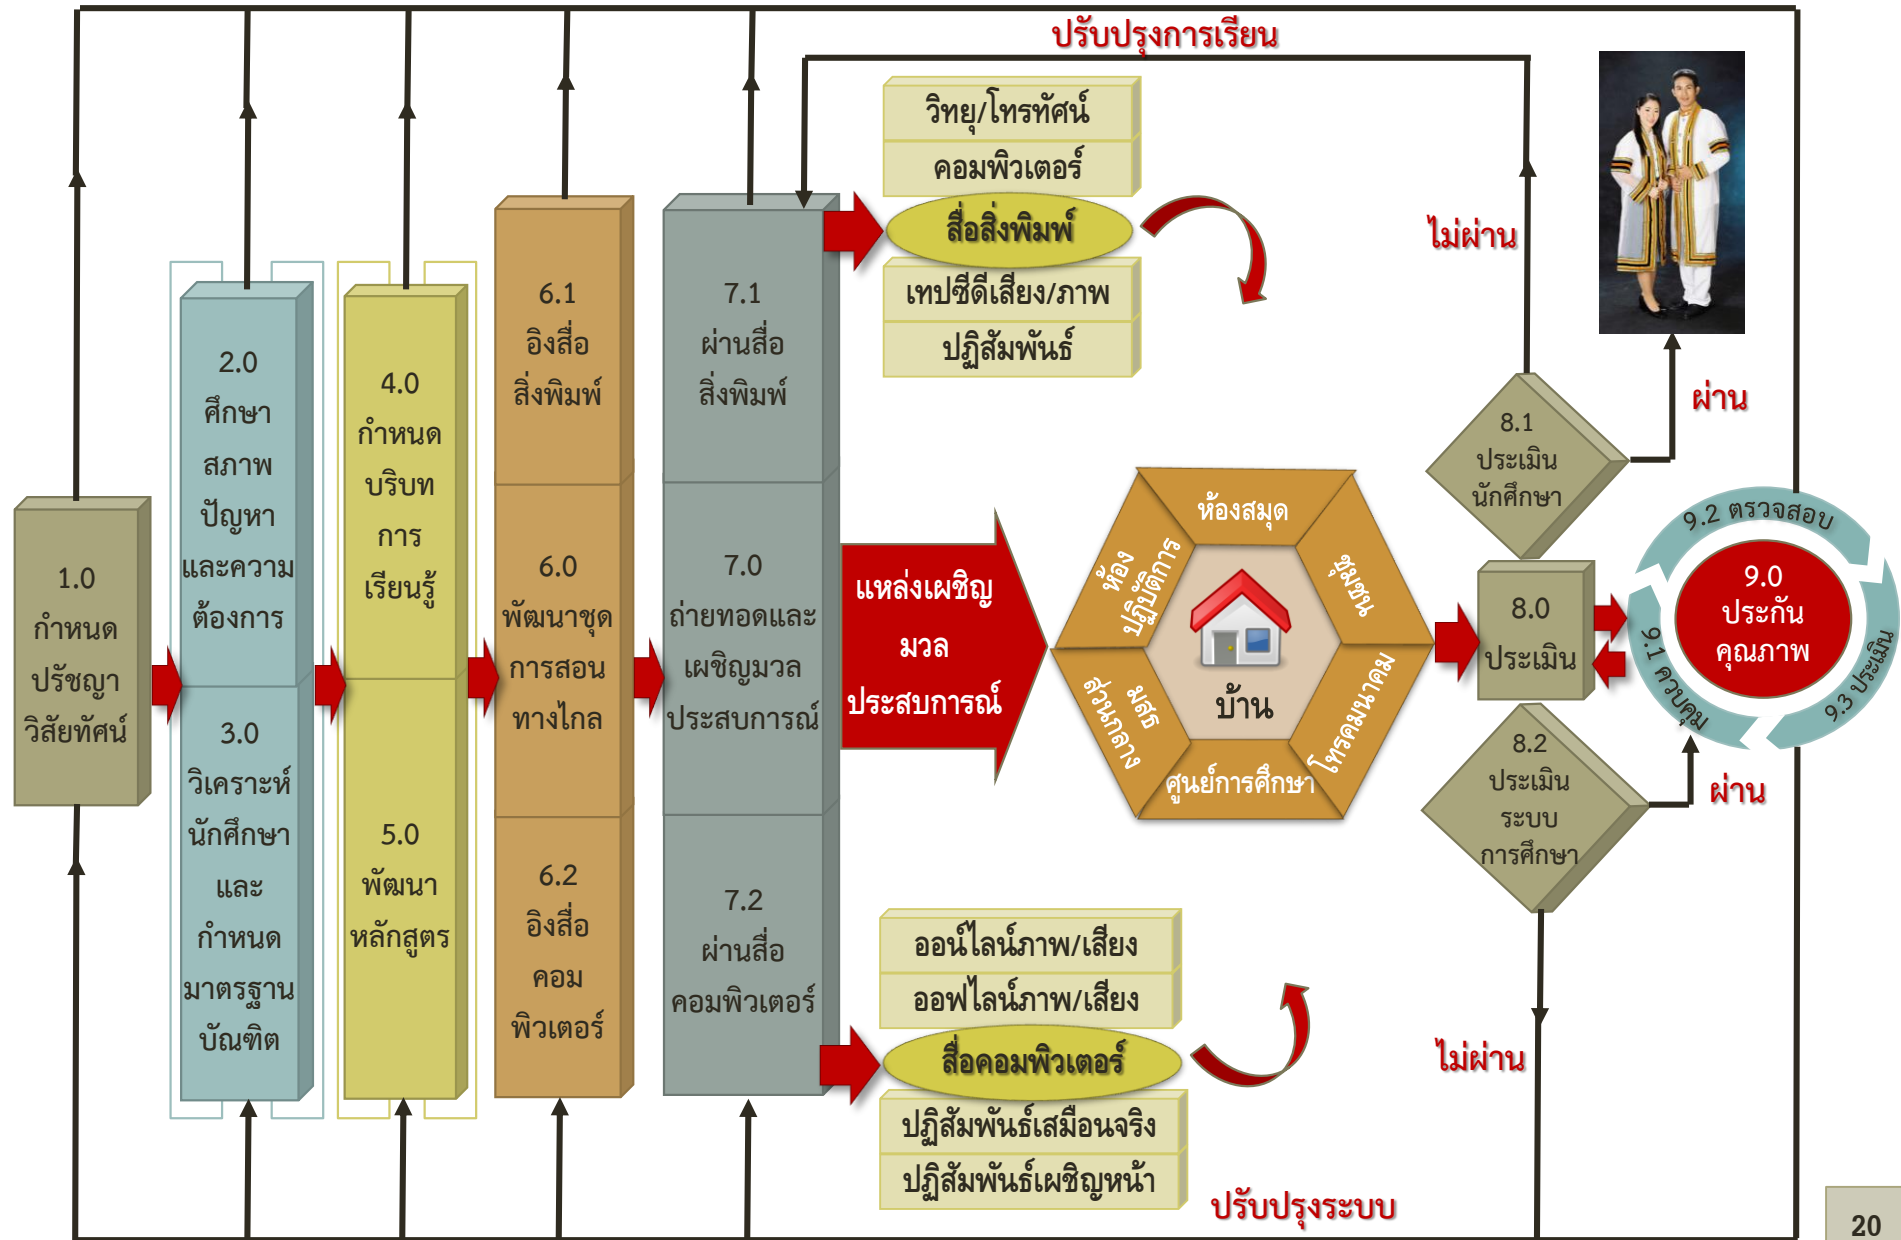 ปรับปรุงการเรียน
วิทยุ/โทรทัศน์
คอมพิวเตอร์
สื่อสิ่งพิมพ์
เทปซีดีเสียง/ภาพ
ปฏิสัมพันธ์
ไม่ผ่าน
ผ่าน
1.0
กำหนด
ปรัชญา
วิสัยทัศน์
2.0
ศึกษา
สภาพ
ปัญหา
และความ
ต้องการ
3.0
วิเคราะห์
นักศึกษา
และ
กำหนด
มาตรฐาน
บัณฑิต
4.0
กำหนด
บริบท
การ
เรียนรู้
5.0
พัฒนา
หลักสูตร
6.1
อิงสื่อ
สิ่งพิมพ์
6.0
พัฒนาชุด
การสอน
ทางไกล
6.2
อิงสื่อ
คอม
พิวเตอร์
7.1
ผ่านสื่อ
สิ่งพิมพ์
7.0
ถ่ายทอดและ
เผชิญมวล
ประสบการณ์
7.2
ผ่านสื่อ
คอมพิวเตอร์
แหล่งเผชิญ
มวล
ประสบการณ์
ห้องสมุด
ชุมชน
โทรคมนาคม
ศูนย์การศึกษา
มสธ
ส่วนกลาง
ห้อง
ปฏิบัติการ
บ้าน
8.1
ประเมิน
นักศึกษา
8.0
ประเมิน
8.2
ประเมิน
ระบบ
การศึกษา
9.2 ตรวจสอบ
9.0
ประกัน
คุณภาพ
9.1 ควบคุม
9.3 ประเมิน
ผ่าน
ไม่ผ่าน
ออน์ไลน์ภาพ/เสียง
ออฟไลน์ภาพ/เสียง
สื่อคอมพิวเตอร์
ปฏิสัมพันธ์เสมือนจริง
ปฏิสัมพันธ์เผชิญหน้า
ปรับปรุงระบบ
20